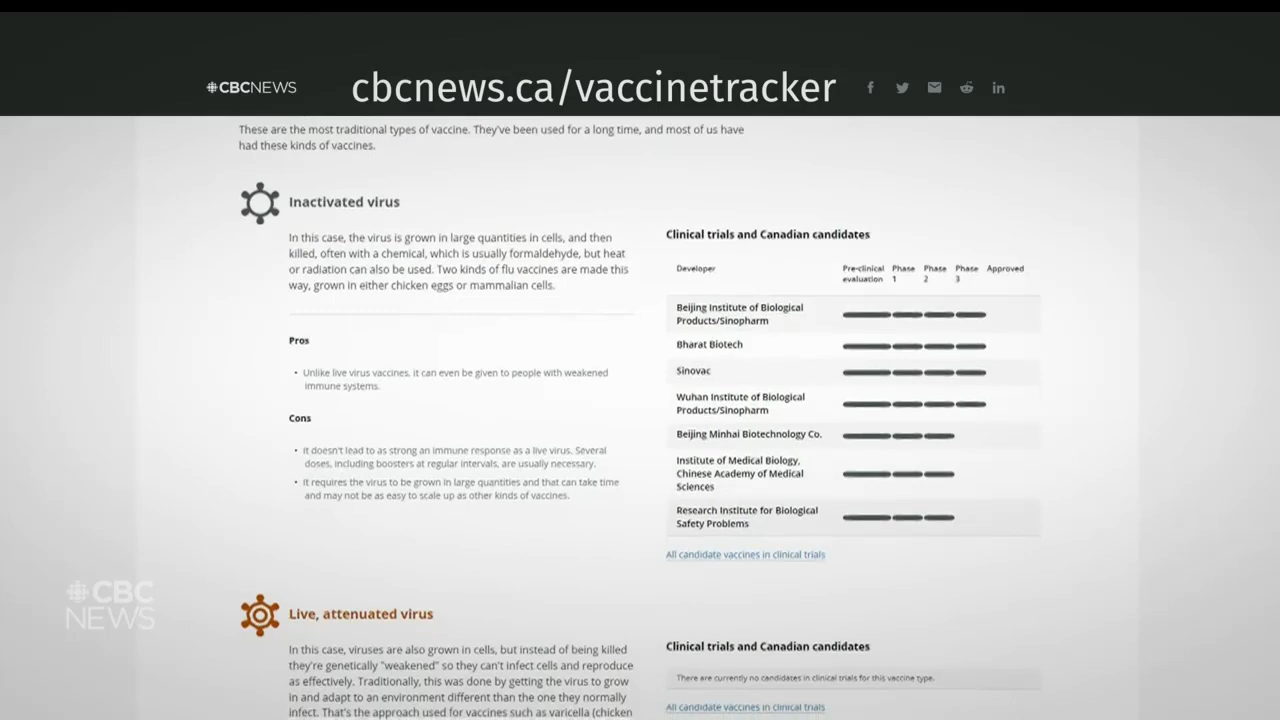 CBCNEWS
cbcnews.ca/vaccinetracker
These are the most traditional types of vaccine. They've been used for a long time, and most of us have
had these kinds of vaccines.
Inactivated virus
In this case, the virus is grown in large quantities in cells, and then
killed, often with a chemical, which is usually formaldehyde, but heat
or radiation can also be used. Two kinds of flu vaccines are made this
way, grown in either chicken eggs or mammalian cells.
Pros
• Unlike live virus vaccines, it can even be given to people with weakened
immune systems.
Cons
• It doesn't lead to as strong an immune response as a live virus. Several
doses, including boosters at regular intervals, are usually necessary.
• It requires the virus to be grown in large quantities and that can take time
and may not be as easy to scale up as other kinds of vaccines.
Clinical trials and Canadian candidates
Developer Pre-clinical evaluation Phase 1 Phase 2 Phase 3 Approved
Beijing Institute of Biological
Products/Sinopharm
Bharat Biotech
Sinovac
Wuhan Institute of Biological
Products/Sinopharm
Beijing Minhai Biotechnology Co.
Institute of Medical Biology,
Chinese Academy of Medical
Sciences
Research Institute for Biological
Safety Problems
All candidate vaccines in clinical trials
CBC
NEWS
Live, attenuated virus
In this case, viruses are also grown in cells, but instead of being killed
they're genetically "weakened" so they can't infect cells and reproduce
as effectively. Traditionally, this was done by getting the virus to grow
in and adapt to an environment different than the one they normally
infect. That's the approach used for vaccines such as varicella (chicken
Clinical trials and Canadian candidates
There are currently no candidates in clinical trials for this vaccine type.
All candidate vaccines in clinical trials